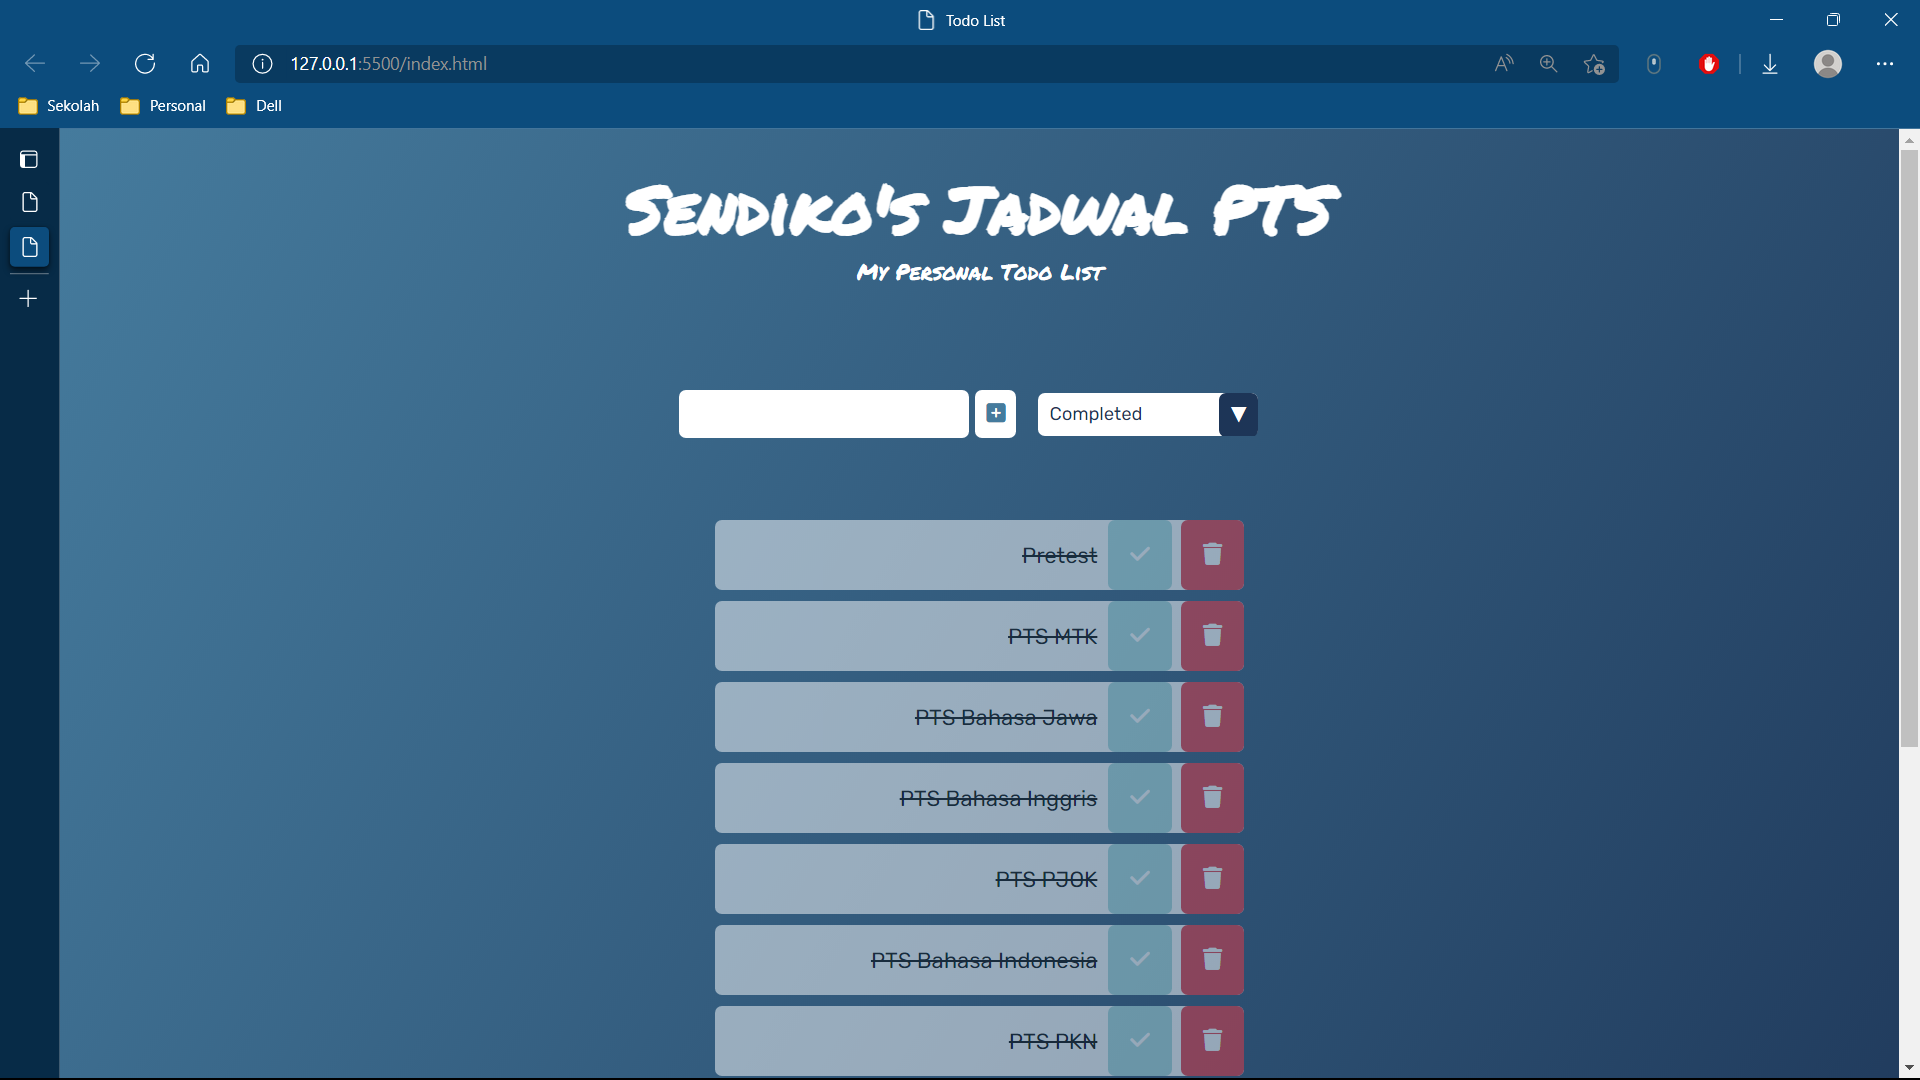 Todo List
127.0.0.1:5500/index.html
Sekolah Personal Dell
Sendiko's Jadwal PTS
My Personal Todo List
Completed
Pretest
PTS MTK
PTS Bahasa Jawa
PTS Bahasa Inggris
PTS PJOK
PTS Bahasa Indonesia
PTS PKN